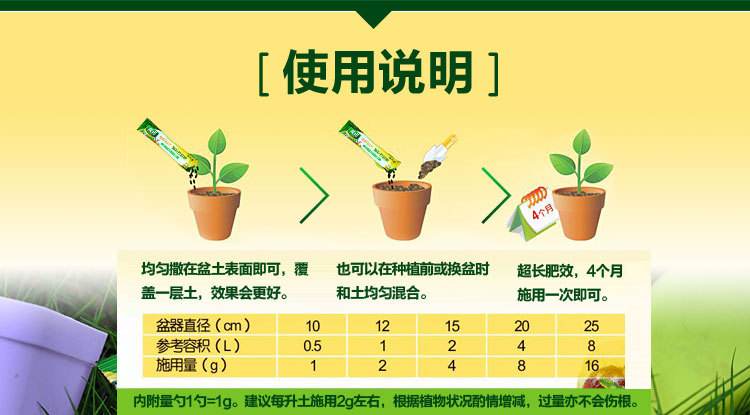 [使用说明]
4个月
均匀撒在盆土表面即可，覆
盖一层土，效果会更好。
也可以在种植前或换盆时
和土均匀混合。
超长肥效，4个月
施用一次即可。
盆器直径（cm） 10 12 15 20 25
参考容积（L） 0.5 1 2 4 8
施用量（g） 1 2 4 8 16
内附量勺1勺=1g。建议每升土施用2g左右，根据植物状况酌情增减，过量亦不会伤根。